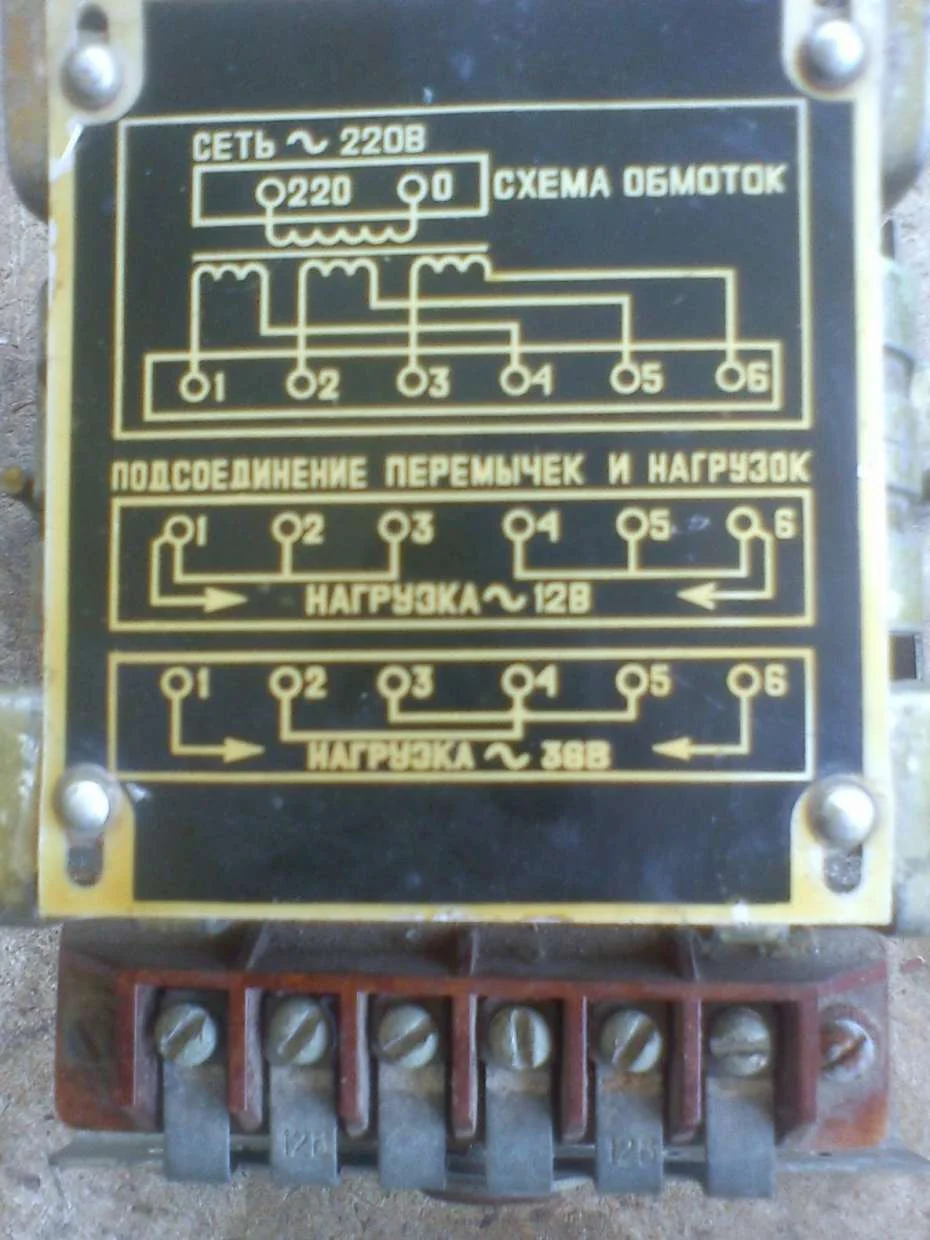 СЕТЬ ~ 220В
220 0 СХЕМА ОБМОТОК
1 2 3 4 5 6
ПОДСОЕДИНЕНИЕ ПЕРЕМЫЧЕК И НАГРУЗОК
1 2 3 4 5 6
НАГРУЗКА ~ 12В
1 2 3 4 5 6
НАГРУЗКА ~ 36В
12В 12В